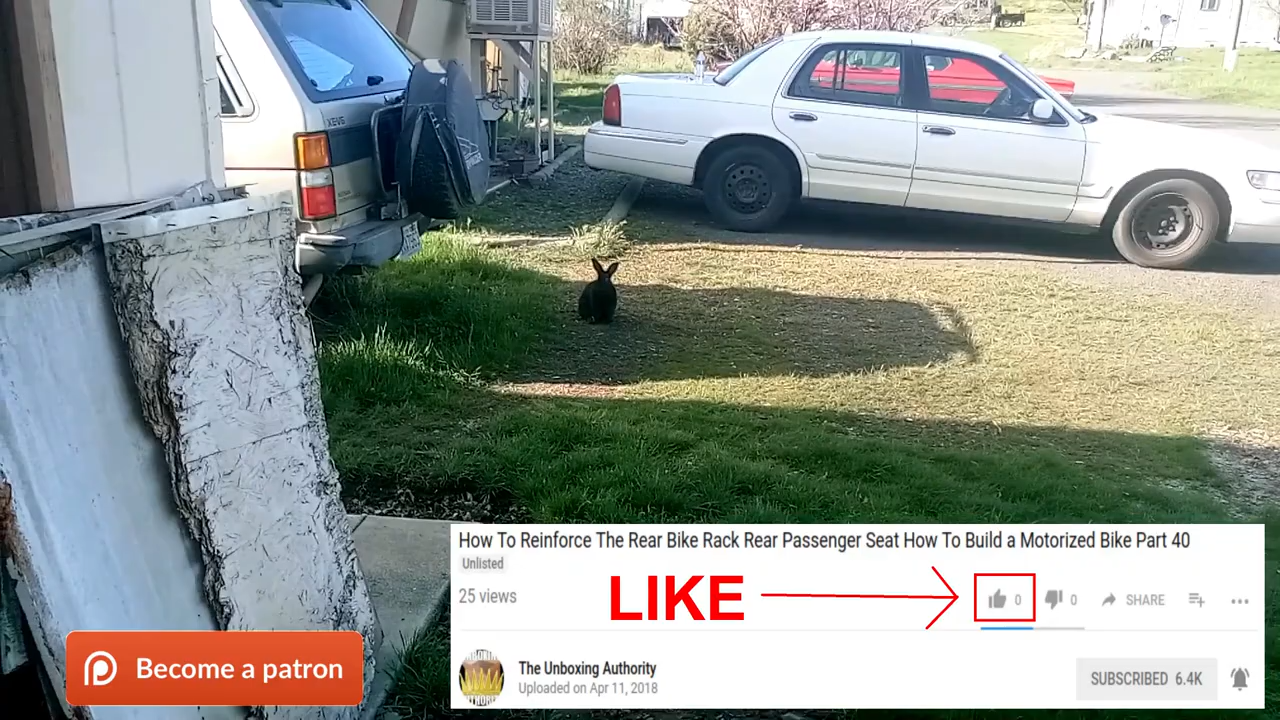 XEV6
How To Reinforce The Rear Bike Rack Rear Passenger Seat How To Build a Motorized Bike Part 40
Unlisted
25 views
LIKE
0
0
SHARE
Become a patron
The Unboxing Authority
Uploaded on Apr 11, 2018
SUBSCRIBED 6.4K